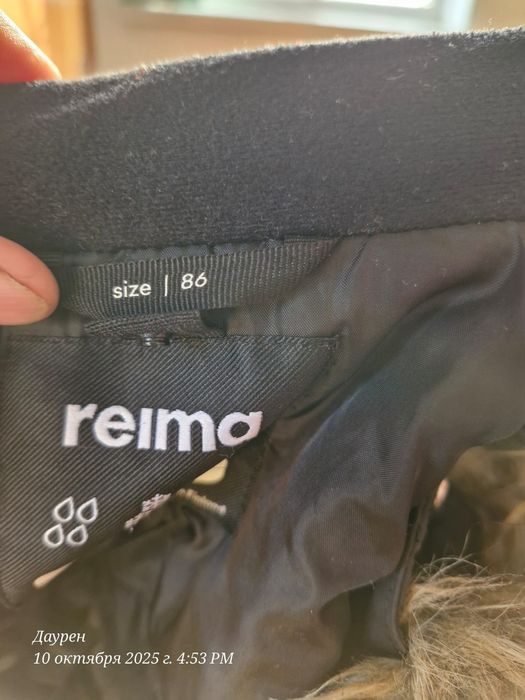 size | 86
reima
Даурен
10 октября 2025 г. 4:53 PM